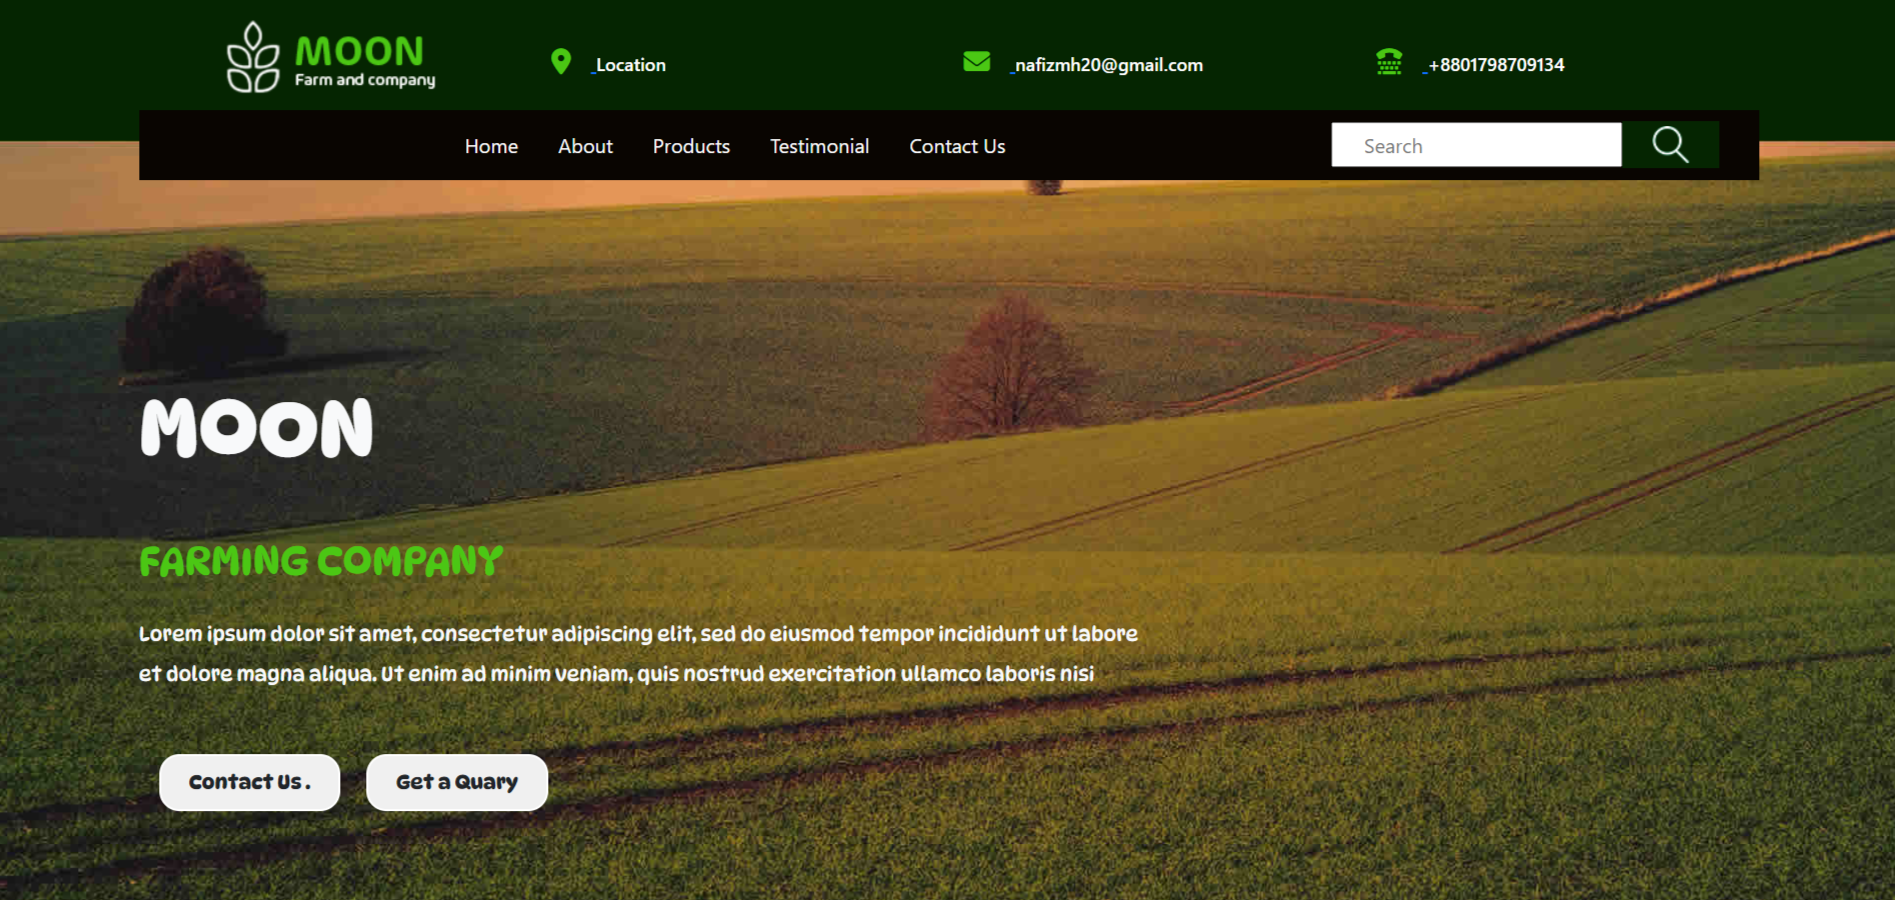 MOON
Farm and company
Location
nafizmh20@gmail.com
+8801798709134
Home About Products Testimonial Contact Us
Search
MOON
FARMING COMPANY
Lorem ipsum dolor sit amet, consectetur adipiscing elit, sed do eiusmod tempor incididunt ut labore
et dolore magna aliqua. Ut enim ad minim veniam, quis nostrud exercitation ullamco laboris nisi
Contact Us .
Get a Quary